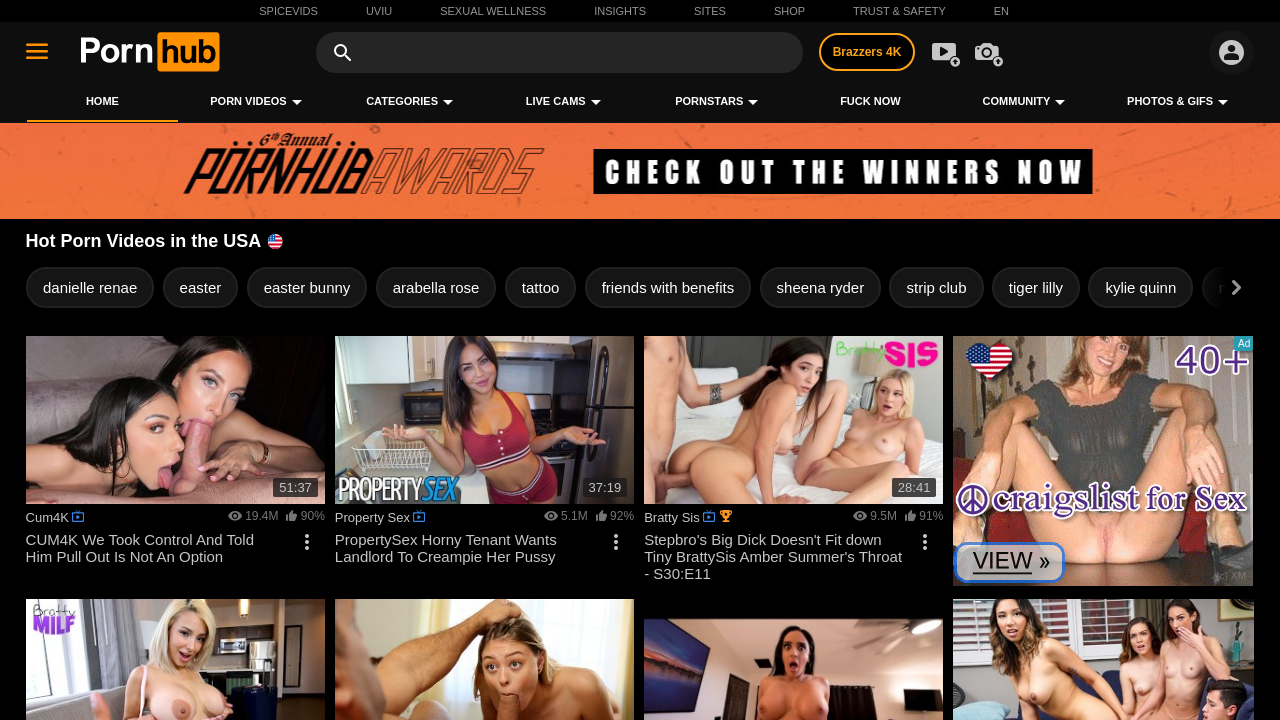 SPICEVIDS UVIU SEXUAL WELLNESS INSIGHTS SITES SHOP TRUST & SAFETY EN
Porn hub
Brazzers 4K
HOME PORN VIDEOS CATEGORIES LIVE CAMS PORNSTARS FUCK NOW COMMUNITY PHOTOS & GIFS
6th Annual
PÖRNHÜB AWARDS
CHECK OUT THE WINNERS NOW
Hot Porn Videos in the USA
danielle renae easter easter bunny arabella rose tattoo friends with benefits sheena ryder strip club tiger lilly kylie quinn
51:37
PROPERTYSEX
37:19
Bratty SIS
28:41
Ad
40+
craigslist for Sex
VIEW »
Cum4K 19.4M 90%
CUM4K We Took Control And Told
Him Pull Out Is Not An Option
Property Sex 5.1M 92%
PropertySex Horny Tenant Wants
Landlord To Creampie Her Pussy
Bratty Sis 9.5M 91%
Stepbro's Big Dick Doesn't Fit down
Tiny BrattySis Amber Summer's Throat
- S30:E11
Bratty
MILF